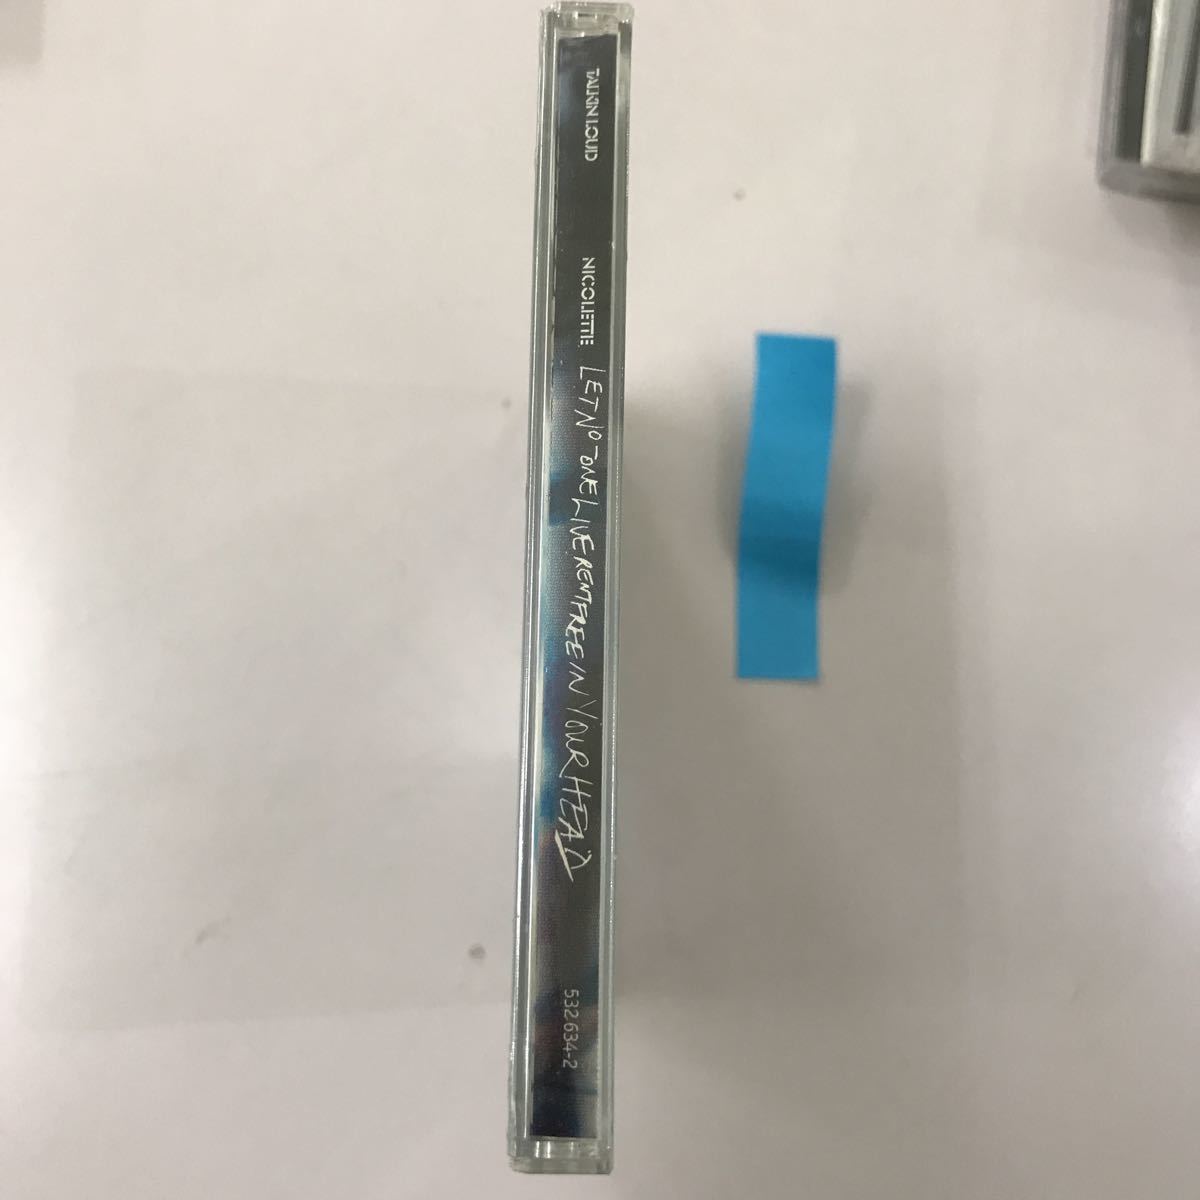 TALKIN LOUD
NICOLETTE LET NO-ONE LIVE RENT FREE IN YOUR HEAD
532 634-2